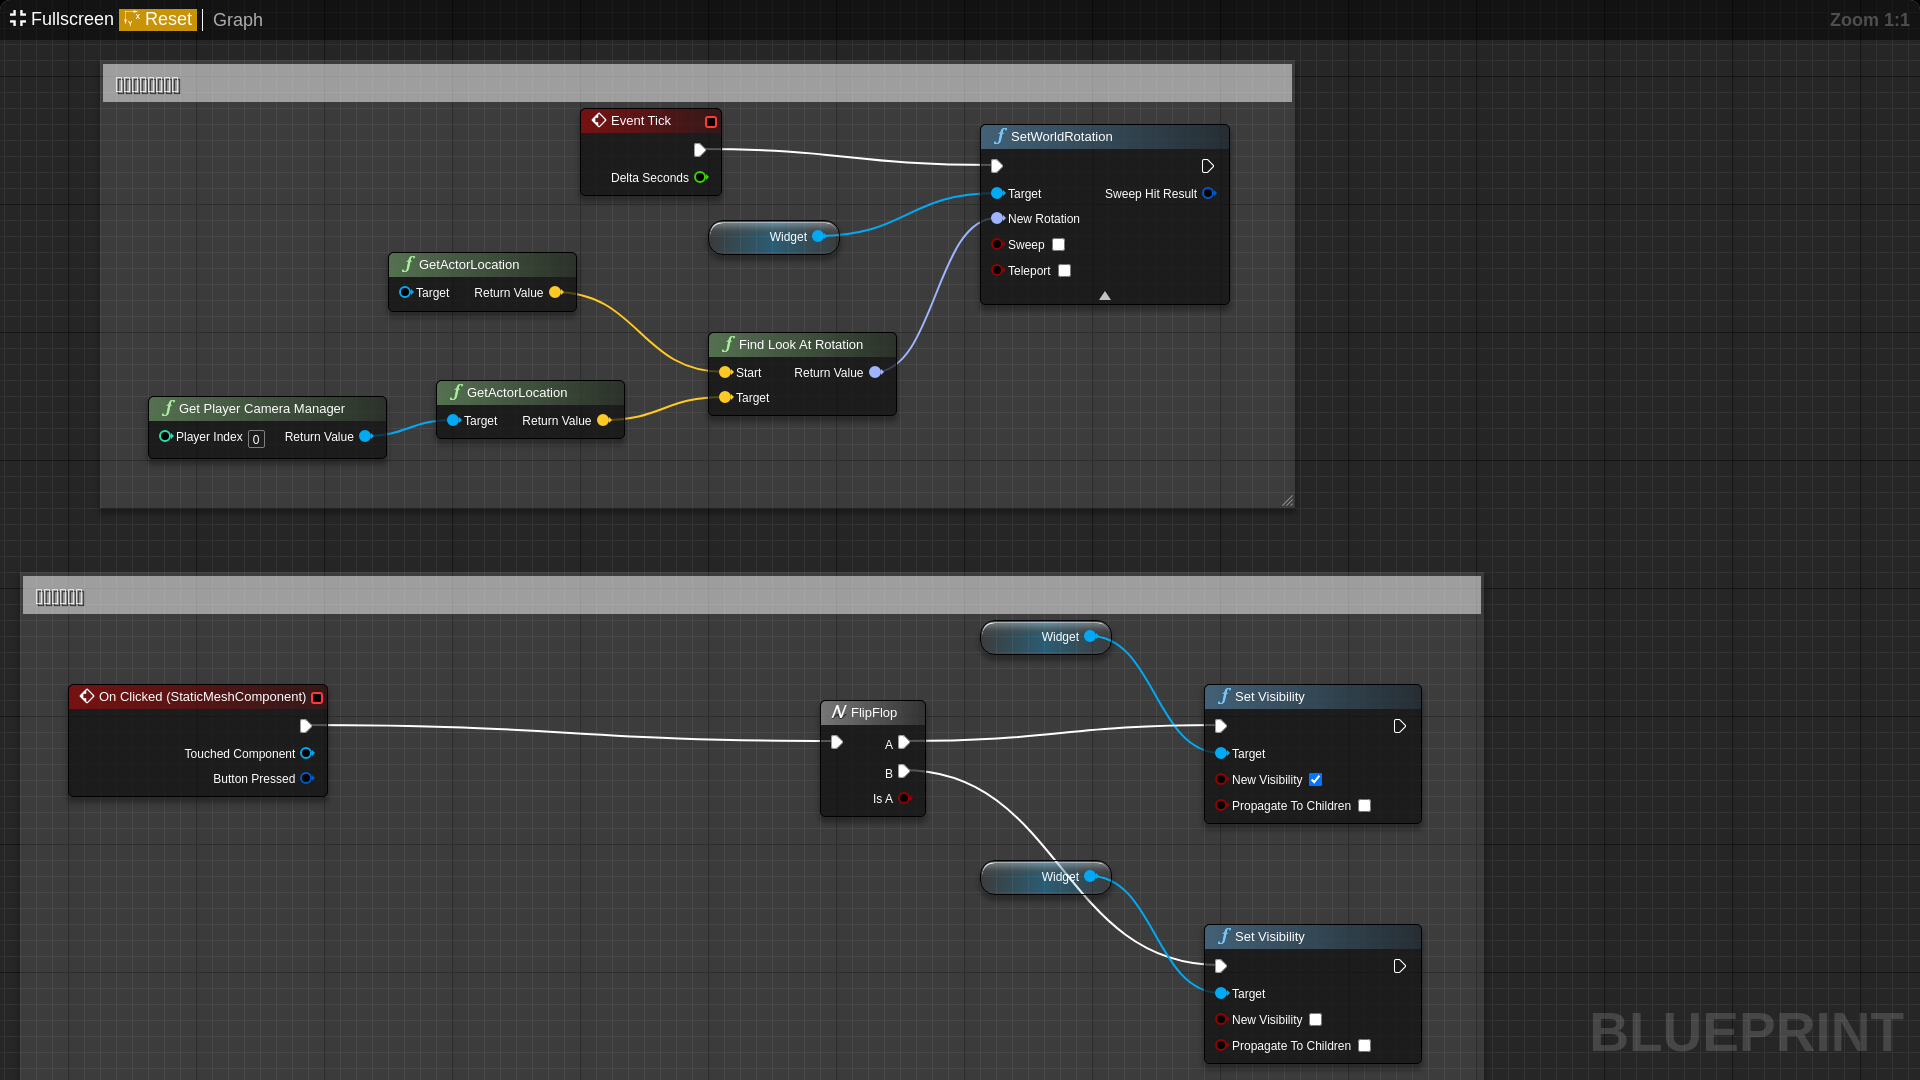 Fullscreen
Reset
Graph
Zoom 1:1
Event Tick
Delta Seconds
SetWorldRotation
Target
Sweep Hit Result
New Rotation
Sweep
Teleport
Widget
GetActorLocation
Target Return Value
Find Look At Rotation
Start Return Value
Target
GetActorLocation
Target Return Value
Get Player Camera Manager
Player Index 0 Return Value
Widget
On Clicked (StaticMeshComponent)
Touched Component
Button Pressed
FlipFlop
A
B
Is A
Set Visibility
Target
New Visibility
Propagate To Children
Widget
Set Visibility
Target
New Visibility
Propagate To Children
BLUEPRINT